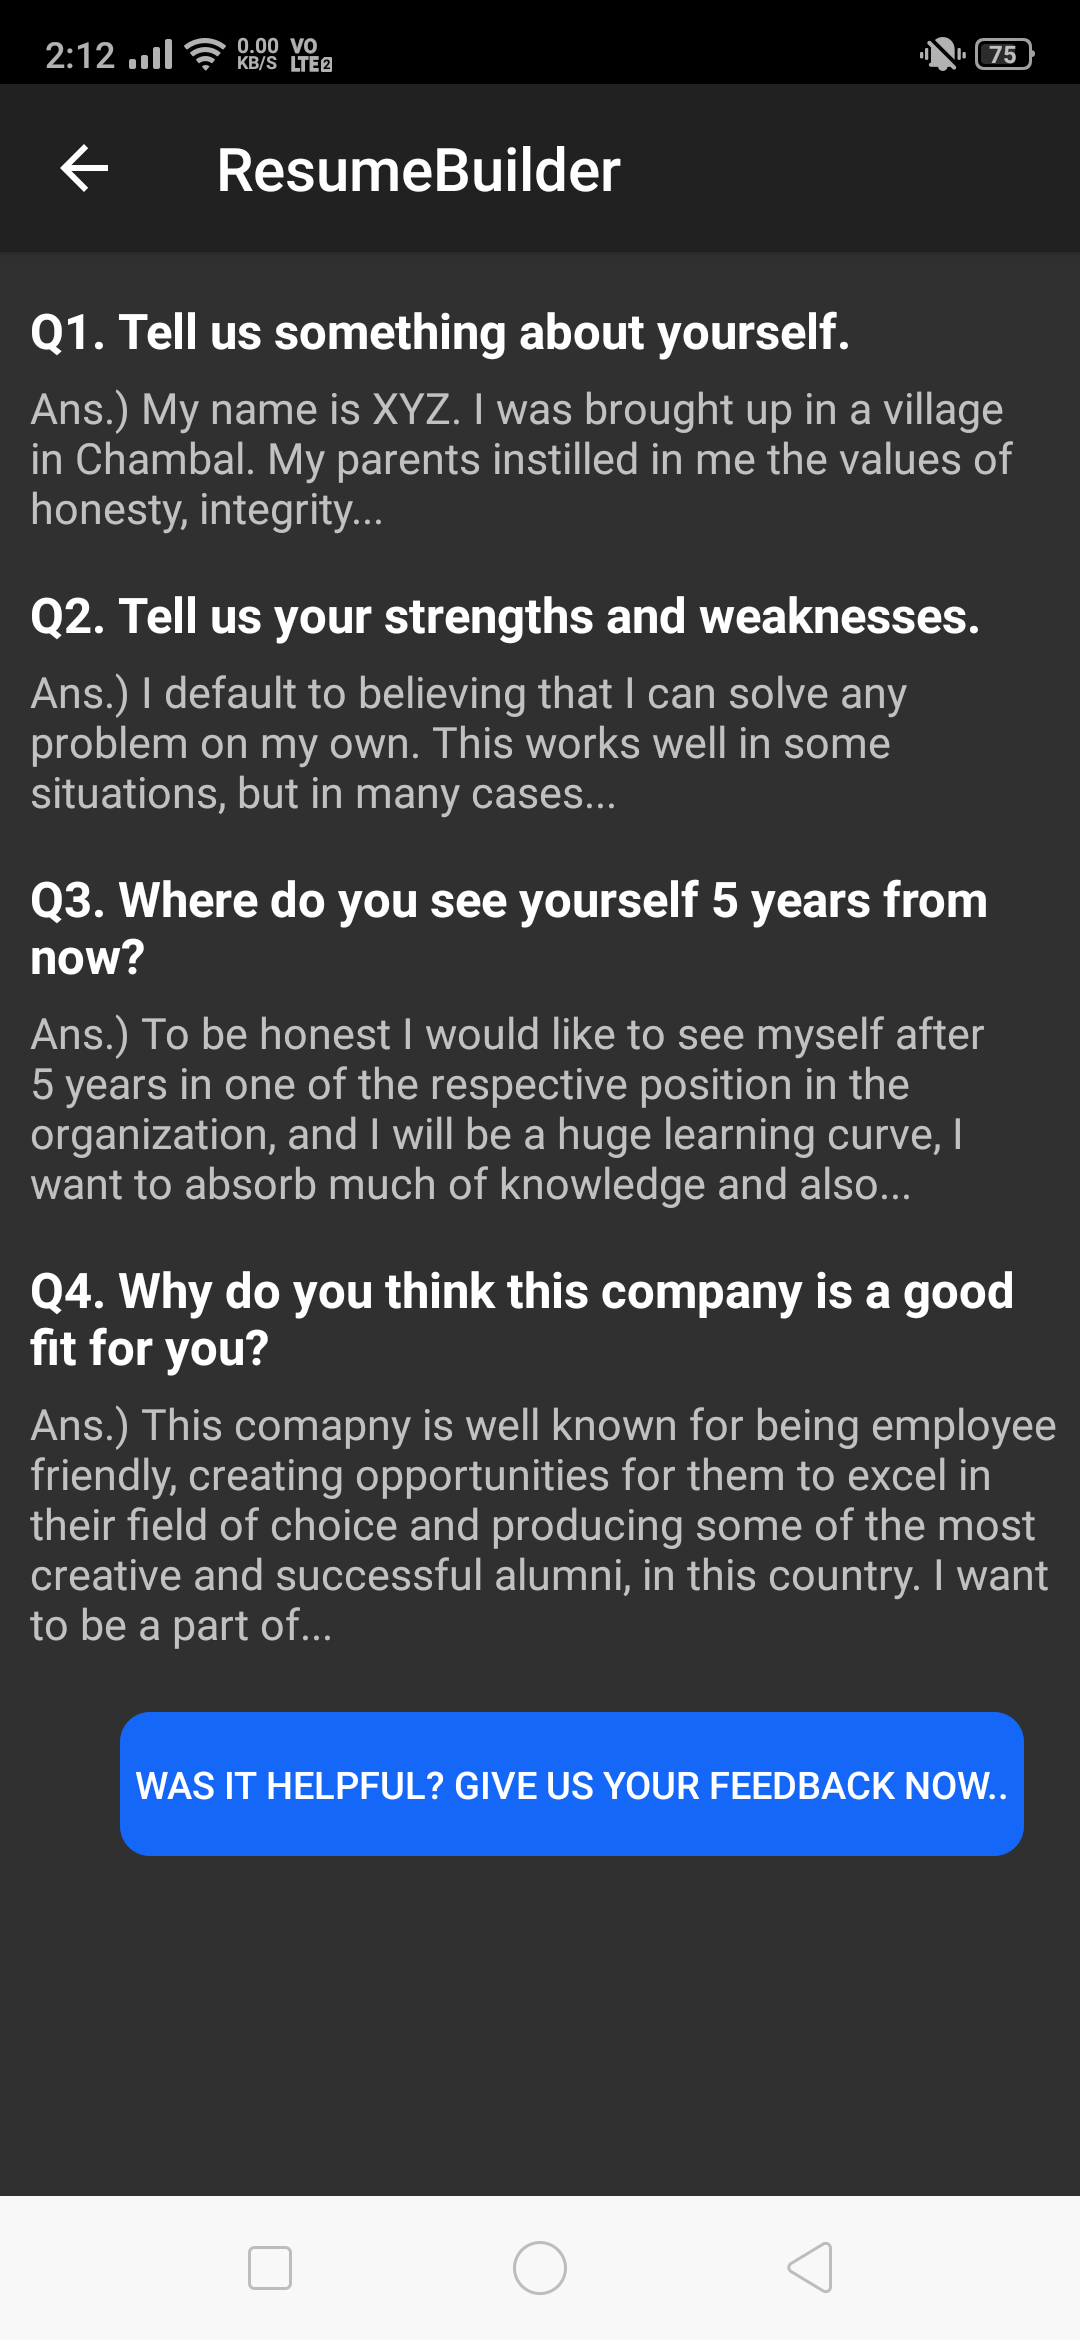 2:12 0.00 KB/S VO LTE 2 75
ResumeBuilder
Q1. Tell us something about yourself.
Ans.) My name is XYZ. I was brought up in a village
in Chambal. My parents instilled in me the values of
honesty, integrity...
Q2. Tell us your strengths and weaknesses.
Ans.) I default to believing that I can solve any
problem on my own. This works well in some
situations, but in many cases...
Q3. Where do you see yourself 5 years from
now?
Ans.) To be honest I would like to see myself after
5 years in one of the respective position in the
organization, and I will be a huge learning curve, I
want to absorb much of knowledge and also...
Q4. Why do you think this company is a good
fit for you?
Ans.) This comapny is well known for being employee
friendly, creating opportunities for them to excel in
their field of choice and producing some of the most
creative and successful alumni, in this country. I want
to be a part of...
WAS IT HELPFUL? GIVE US YOUR FEEDBACK NOW..